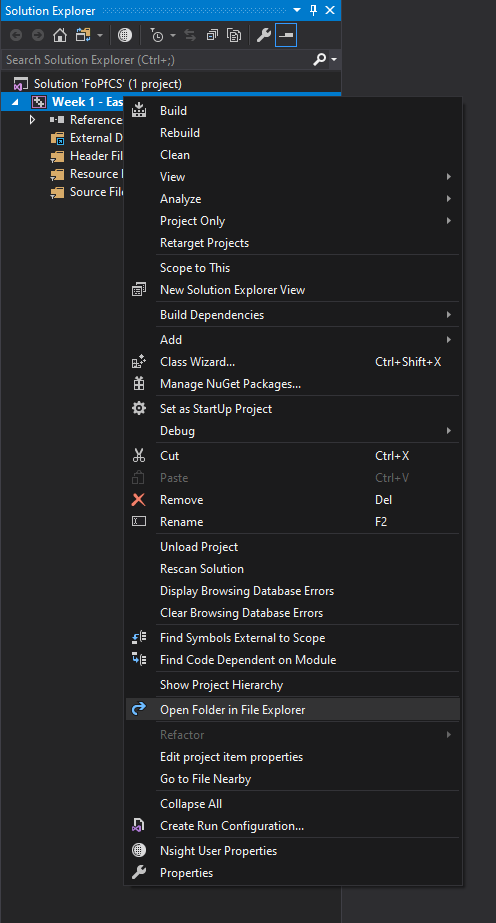 Solution Explorer
Search Solution Explorer (Ctrl+;)
Solution 'FoPfCS' (1 project)
Week 1 - Eas
Reference
External D
Header Fil
Resource
Source File
Build
Rebuild
Clean
View
Analyze
Project Only
Retarget Projects
Scope to This
New Solution Explorer View
Build Dependencies
Add
Class Wizard... Ctrl+Shift+X
Manage NuGet Packages...
Set as StartUp Project
Debug
Cut Ctrl+X
Paste Ctrl+V
Remove Del
Rename F2
Unload Project
Rescan Solution
Display Browsing Database Errors
Clear Browsing Database Errors
Find Symbols External to Scope
Find Code Dependent on Module
Show Project Hierarchy
Open Folder in File Explorer
Refactor
Edit project item properties
Go to File Nearby
Collapse All
Create Run Configuration...
Nsight User Properties
Properties